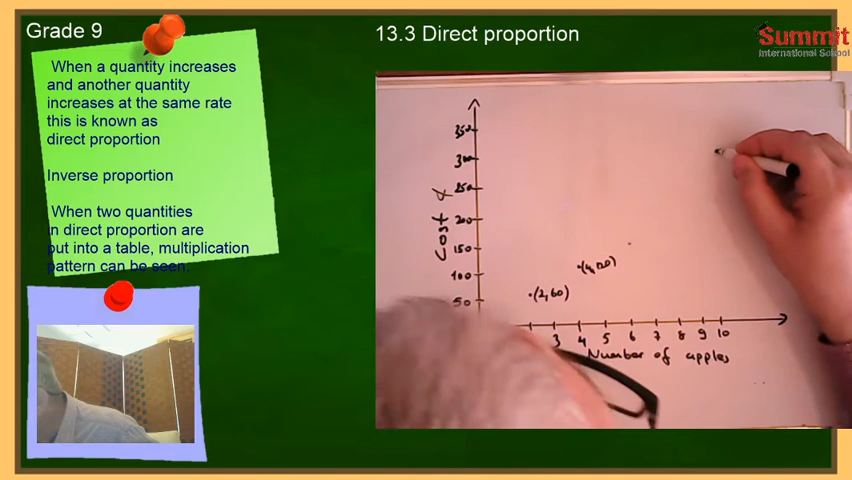 Grade 9
When a quantity increases
and another quantity
increases at the same rate
this is known as
direct proportion
Inverse proportion
When two quantities
in direct proportion are
put into a table, multiplication
pattern can be seen.
13.3 Direct proportion
Summit
International School
350
300
250
200
150
100
50
Cost
(4,120)
(2,60)
3 4 5 6 7 8 9 10
Number of apples